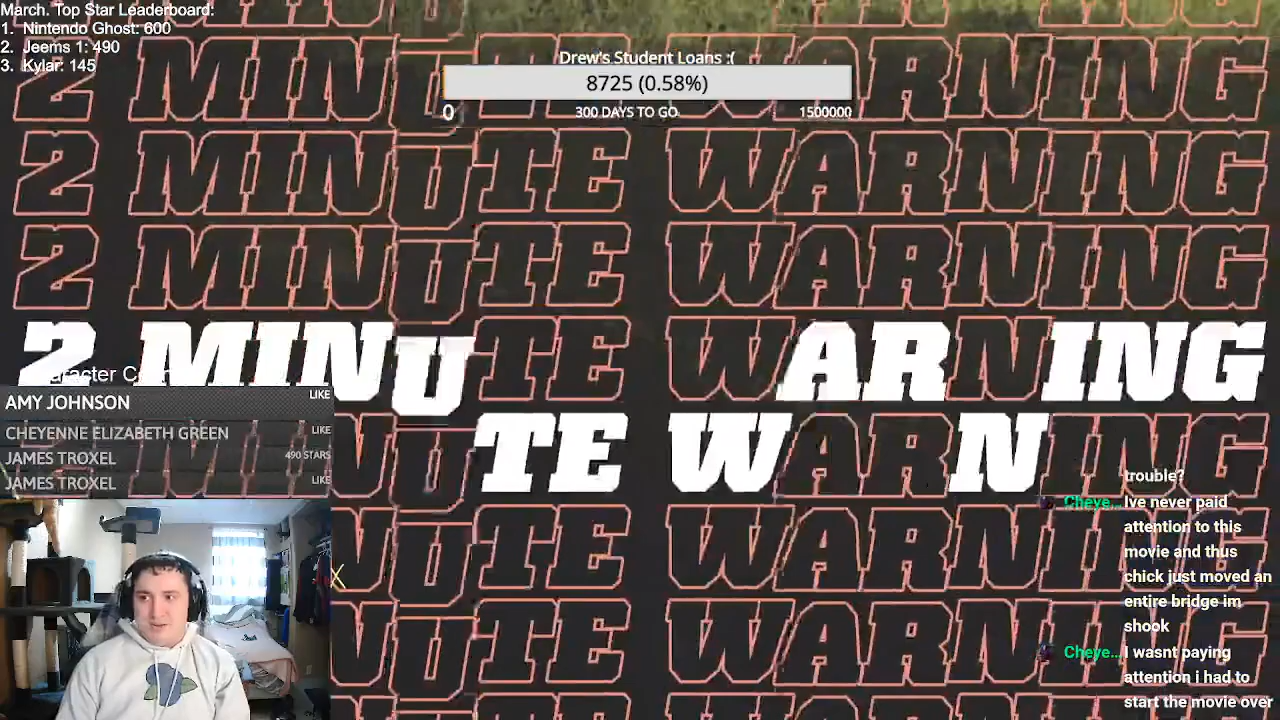 March. Top Star Leaderboard:
1. Nintendo Ghost: 600
2. Jeems 1: 490
3. Kylar: 145
Drew's Student Loans :(
8725 (0.58%)
0 300 DAYS TO GO 1500000
2 MINUTE WARNING
2 MINUTE WARNING
2 MINUTE WARNING
2 MINUTE WARNING
AMY JOHNSON LIKE
CHEYENNE ELIZABETH GREEN LIKE
JAMES TROXEL 490 STARS
JAMES TROXEL LIKE
TE WARNING
UTE WARNING
UTE WARNING
trouble?
Cheye... Ive never paid
attention to this
movie and thus
chick just moved an
entire bridge im
shook
Cheye... I wasnt paying
attention i had to
start the movie over